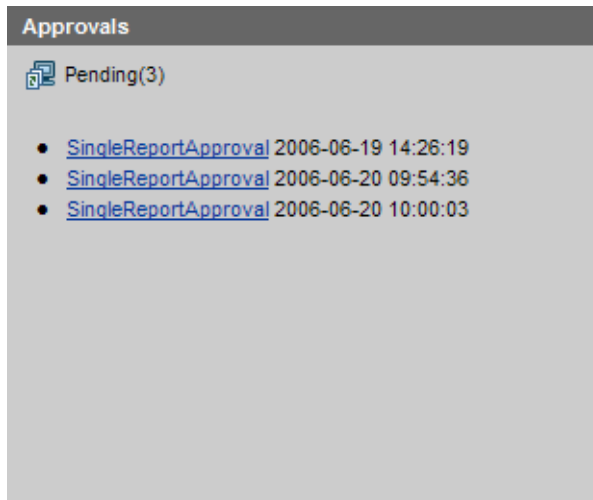 Approvals
Pending(3)
SingleReportApproval 2006-06-19 14:26:19
SingleReportApproval 2006-06-20 09:54:36
SingleReportApproval 2006-06-20 10:00:03